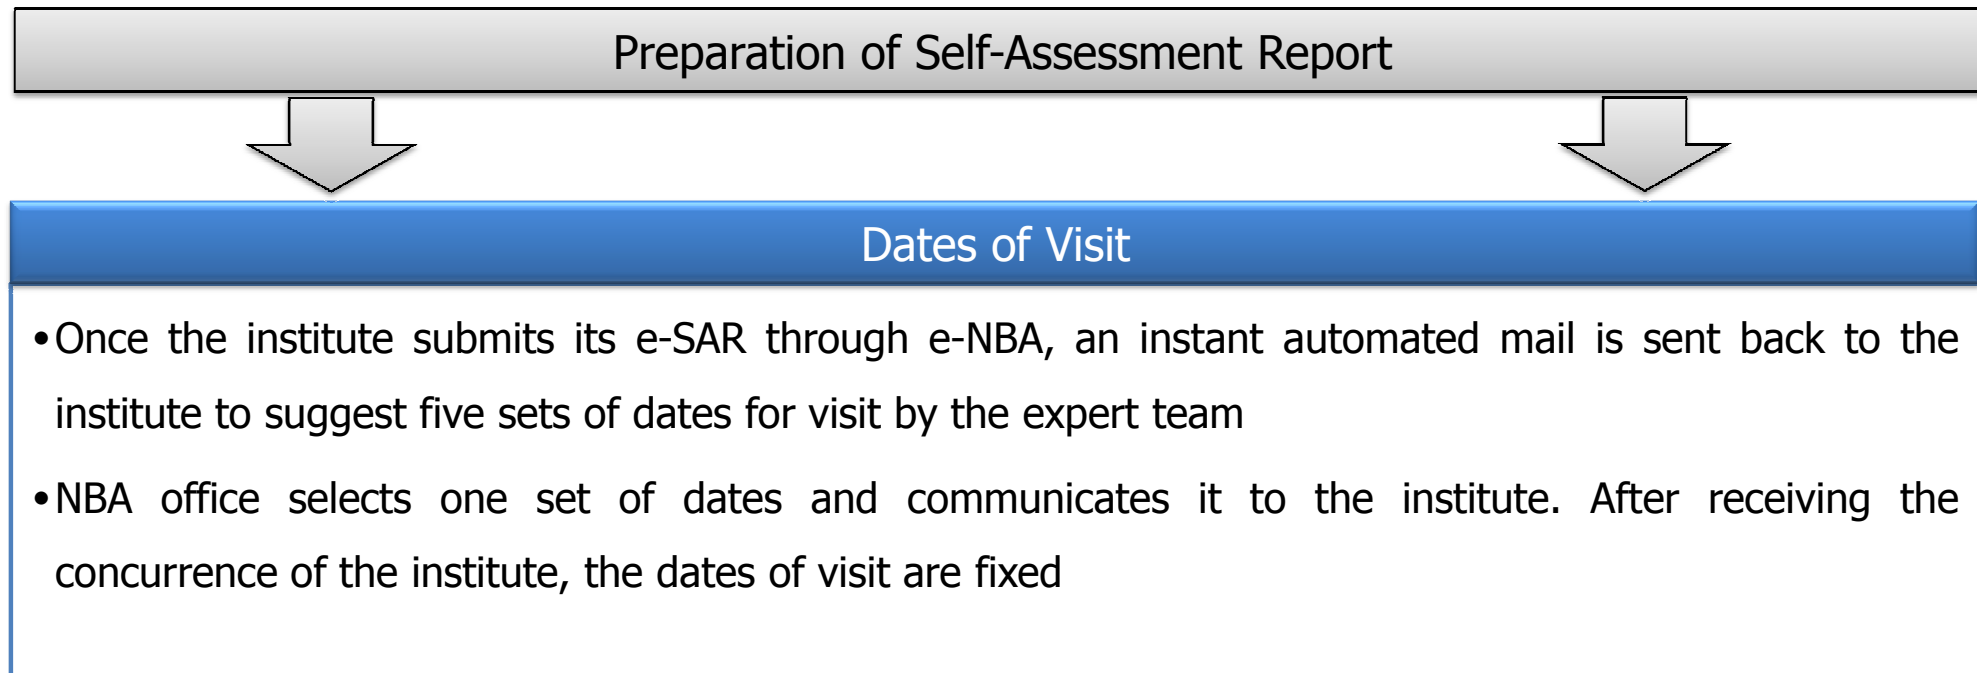 Preparation of Self-Assessment Report
Dates of Visit
•Once the institute submits its e-SAR through e-NBA, an instant automated mail is sent back to the
institute to suggest five sets of dates for visit by the expert team
•NBA office selects one set of dates and communicates it to the institute. After receiving the
concurrence of the institute, the dates of visit are fixed